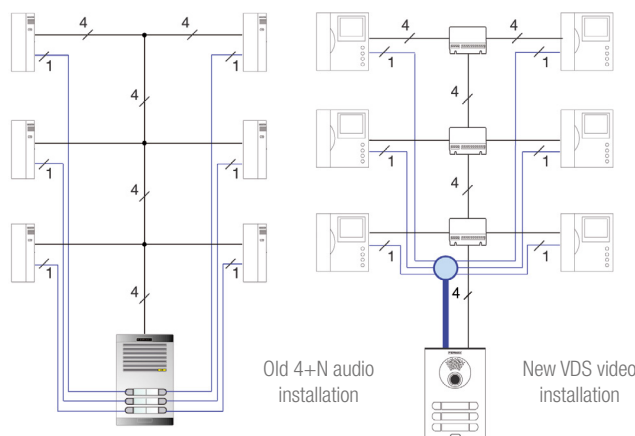 4 4 4 4
1 1 1 1
4 4
1 1 1 1
4 4
1 1 1 1
4 4
FERMAX
Old 4+N audio
installation
New VDS video
installation